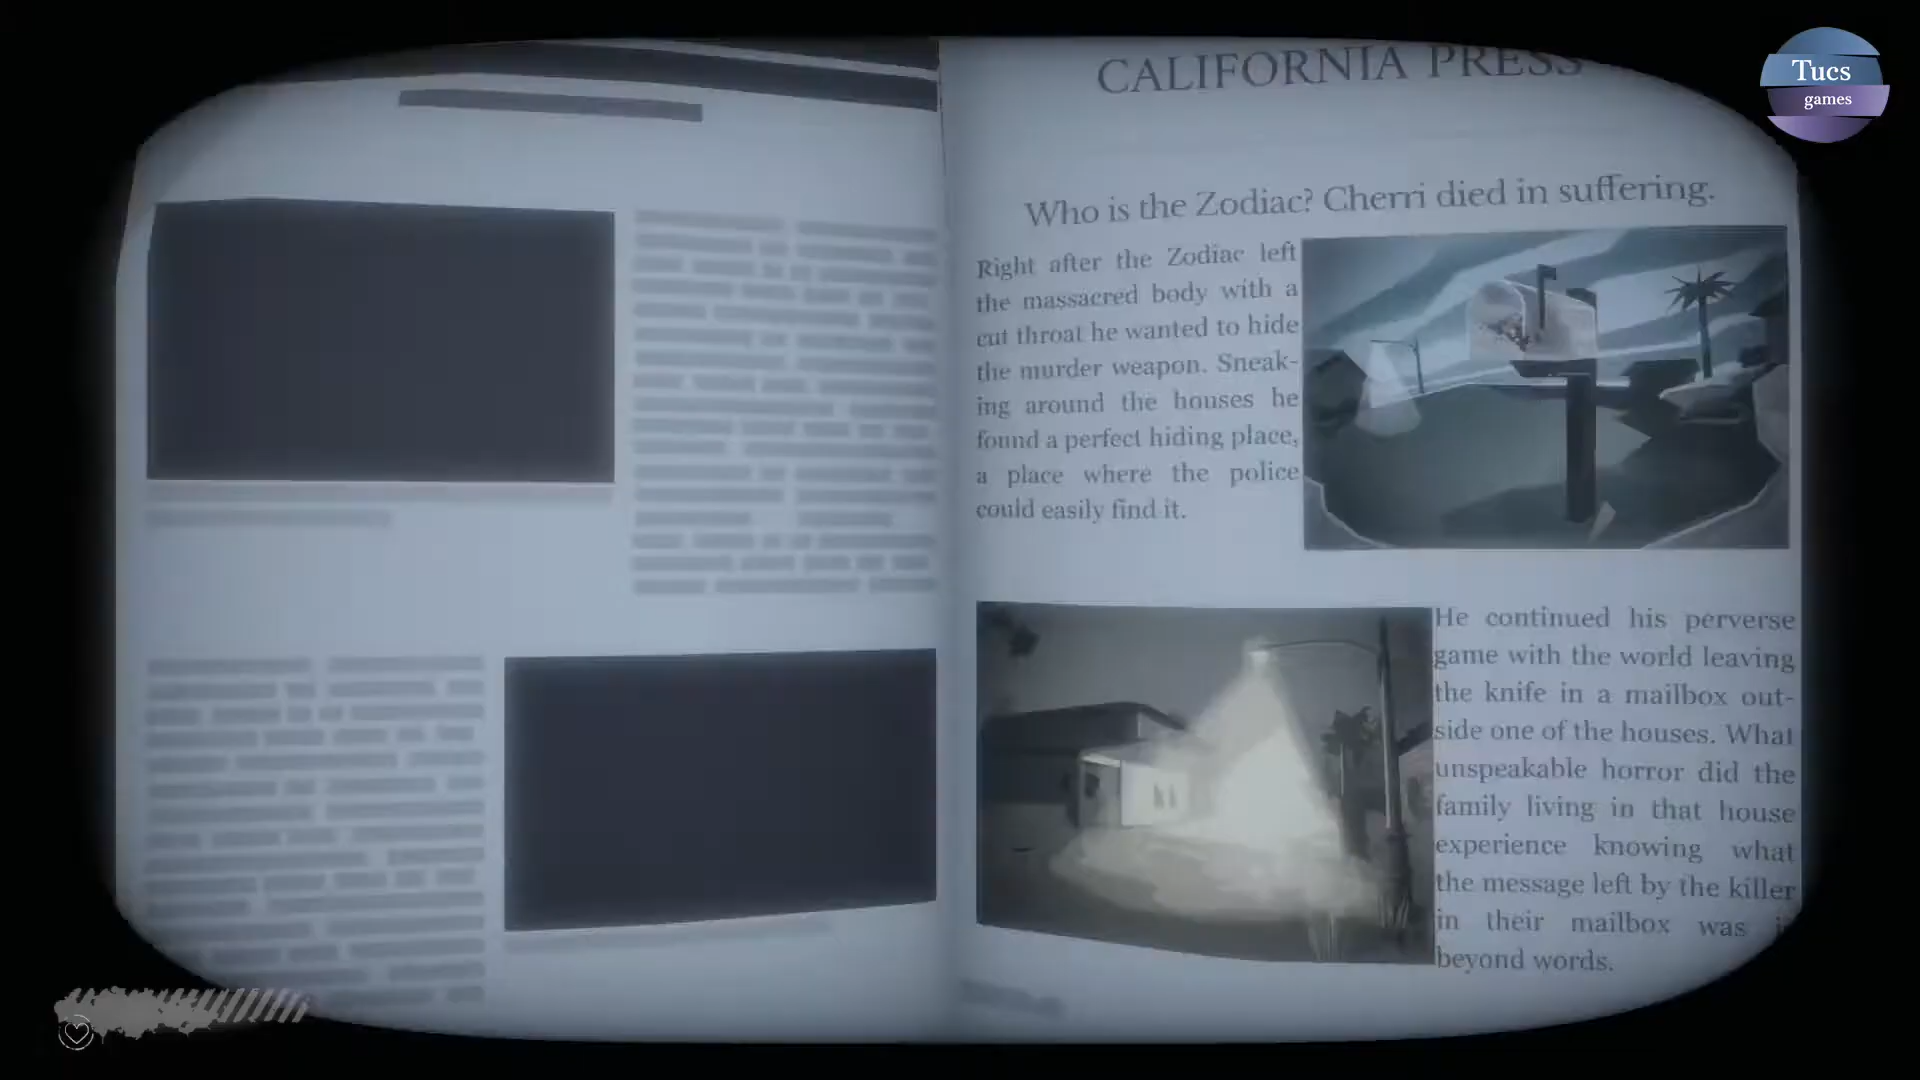 Tucs
games
CALIFORNIA PRESS
Who is the Zodiac? Cherri died in suffering.
Right after the Zodiac left
the massacred body with a
cut throat he wanted to hide
the murder weapon. Sneak-
ing around the houses he
found a perfect hiding place,
a place where the police
could easily find it.
He continued his perverse
game with the world leaving
the knife in a mailbox out-
side one of the houses. What
unspeakable horror did the
family living in that house
experience knowing what
the message left by the killer
in their mailbox was
beyond words.